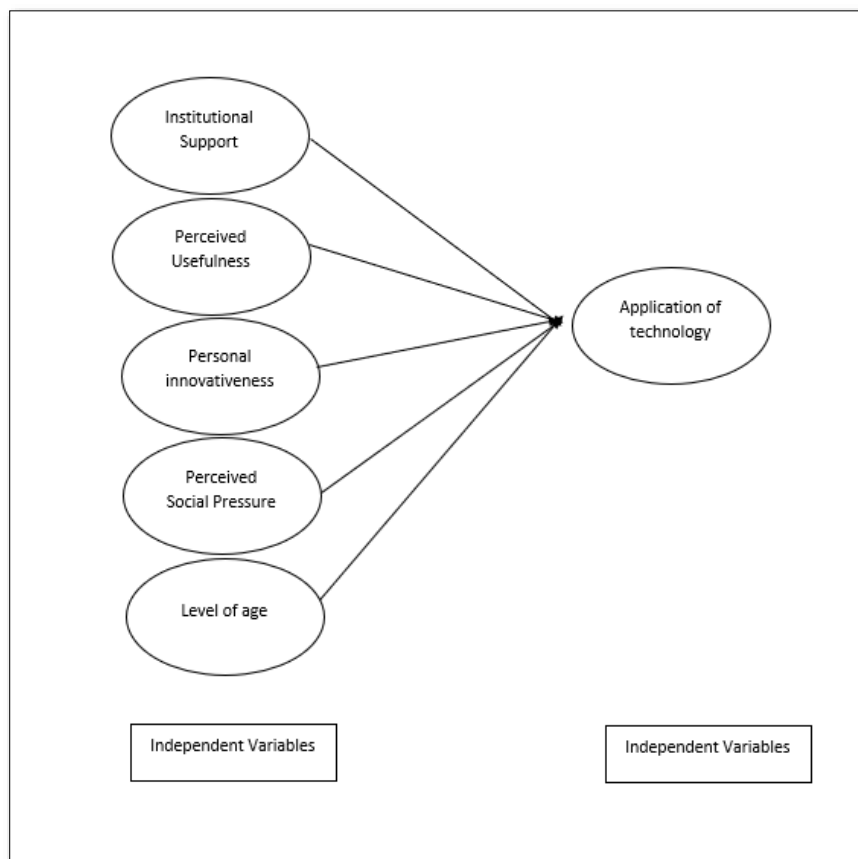 Institutional
Support
Perceived
Usefulness
Personal
innovativeness
Perceived
Social Pressure
Level of age
Application of
technology
Independent Variables
Independent Variables